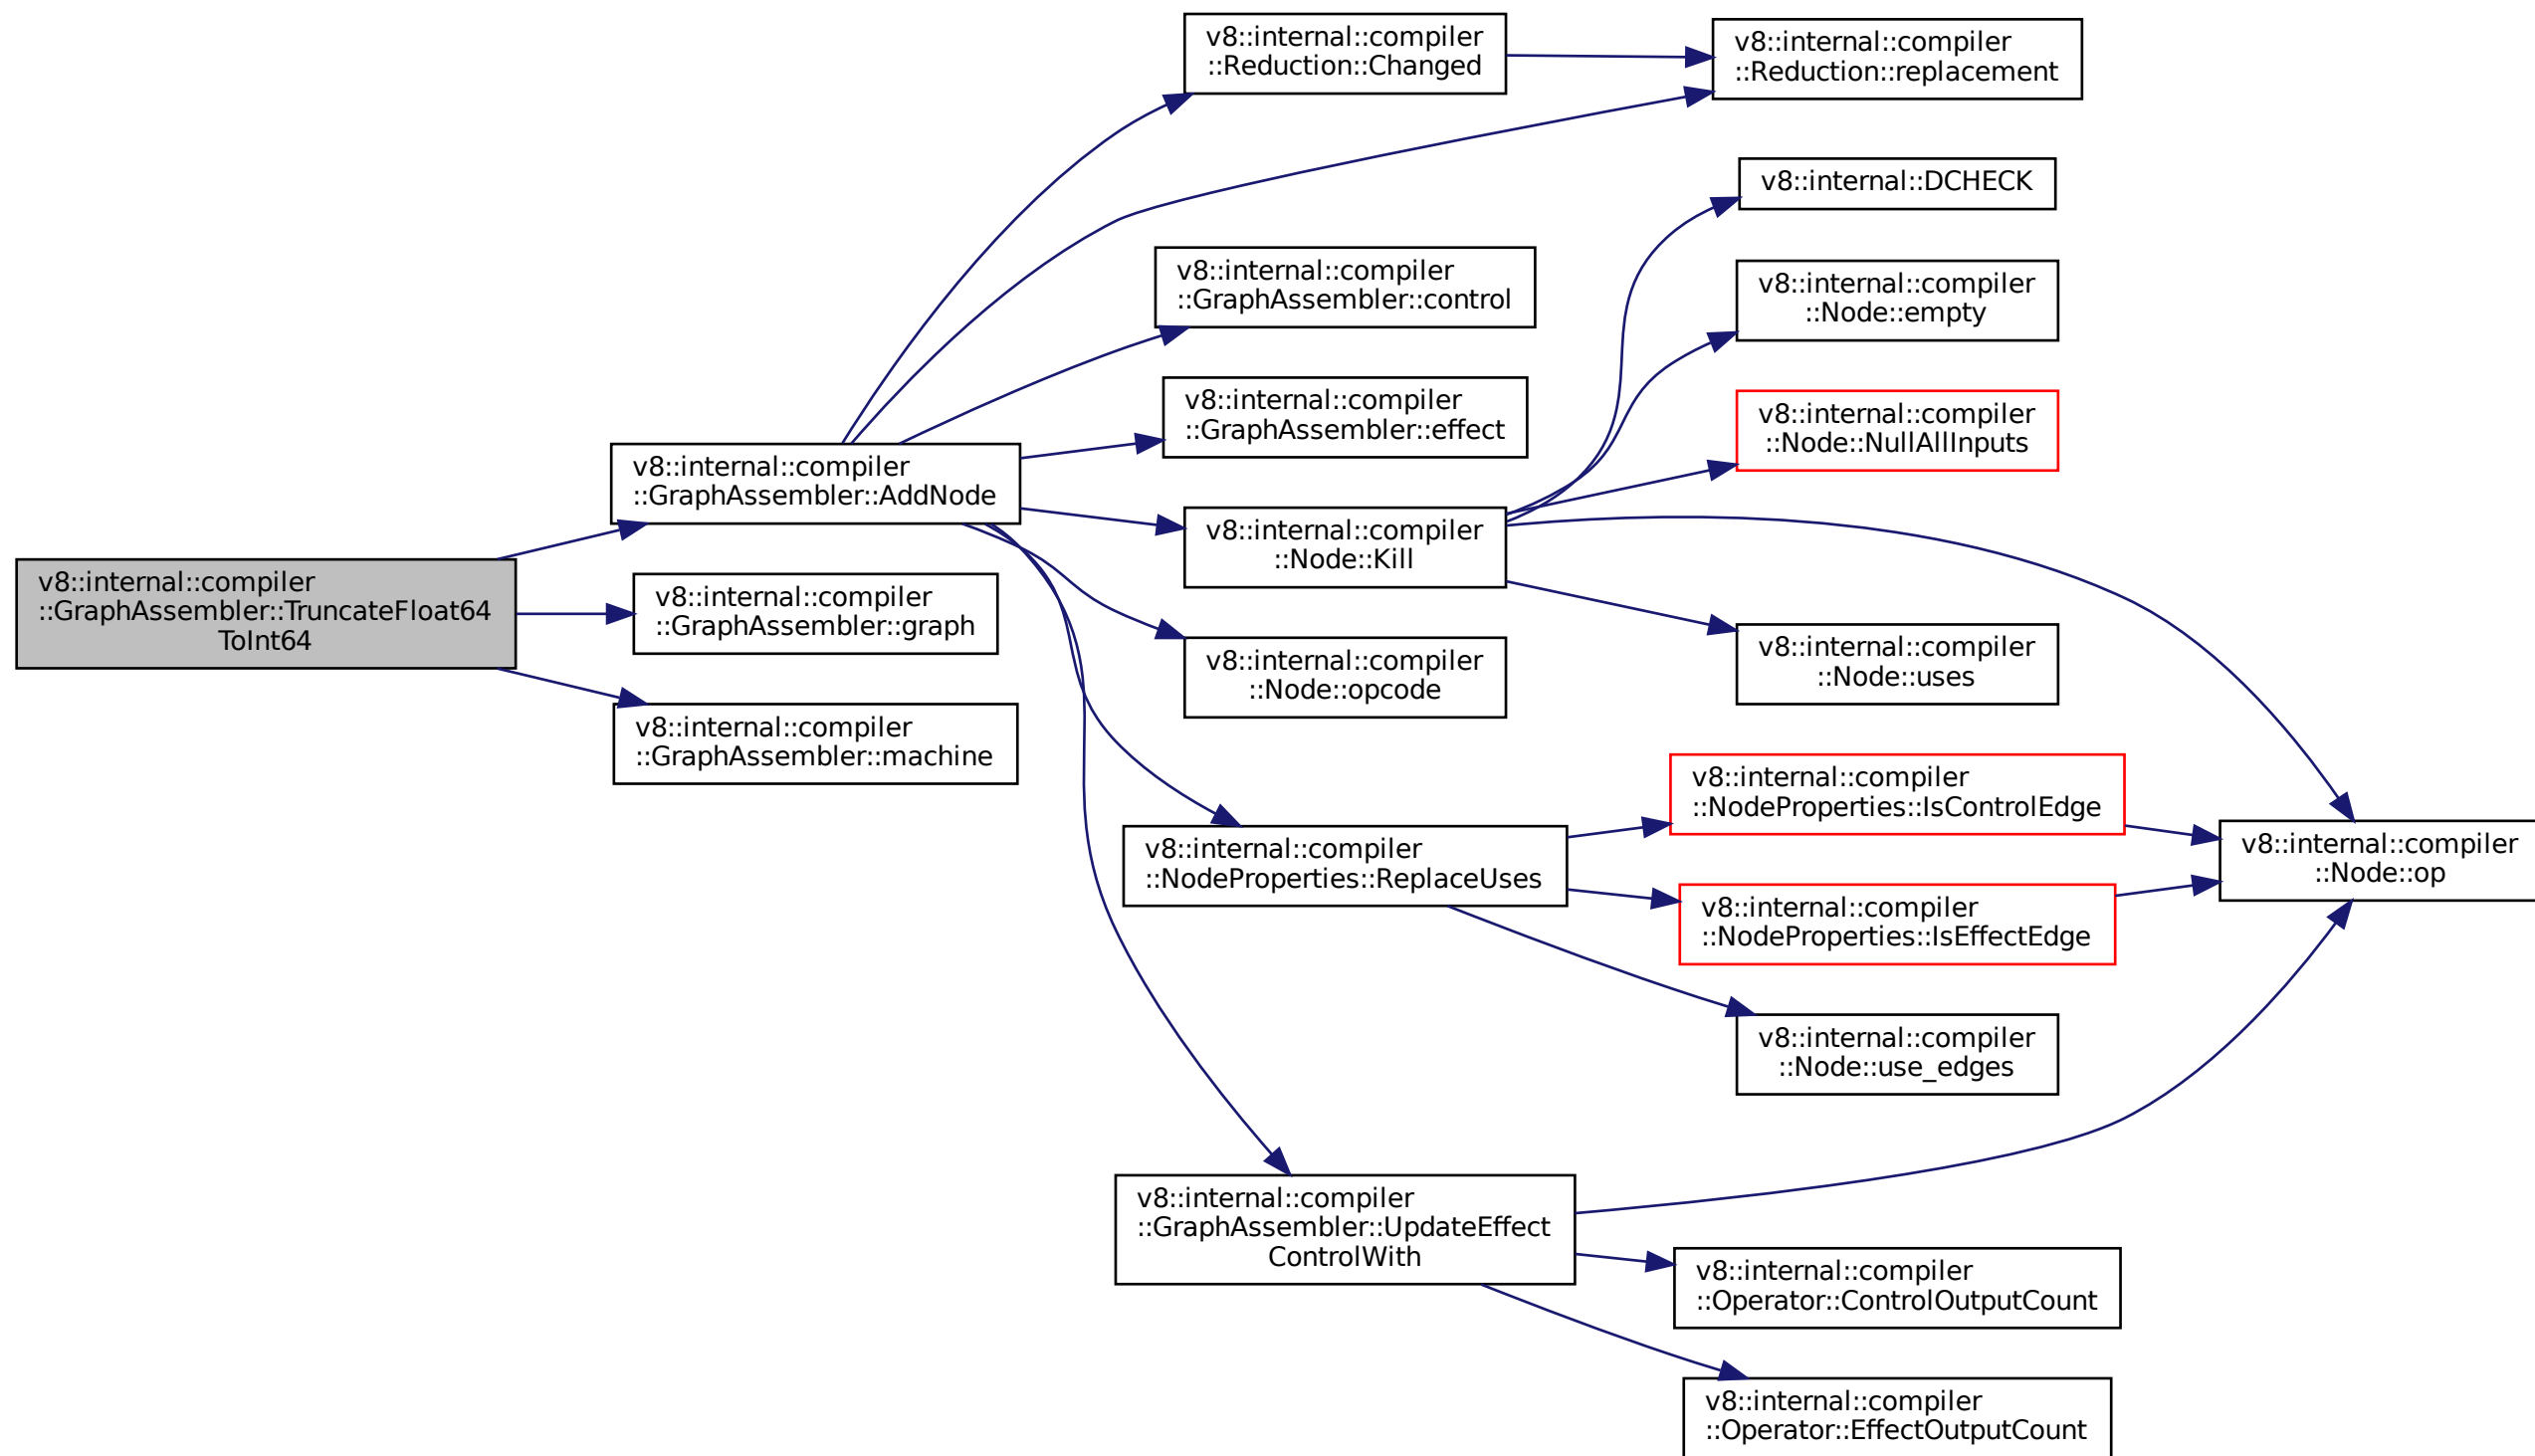 v8::internal::compiler
::GraphAssembler::TruncateFloat64
ToInt64
v8::internal::compiler
::GraphAssembler::AddNode
v8::internal::compiler
::GraphAssembler::graph
v8::internal::compiler
::GraphAssembler::machine
v8::internal::compiler
::Reduction::Changed
v8::internal::compiler
::Reduction::replacement
v8::internal::compiler
::GraphAssembler::control
v8::internal::compiler
::GraphAssembler::effect
v8::internal::compiler
::Node::Kill
v8::internal::compiler
::Node::opcode
v8::internal::compiler
::NodeProperties::ReplaceUses
v8::internal::compiler
::GraphAssembler::UpdateEffect
ControlWith
v8::internal::DCHECK
v8::internal::compiler
::Node::empty
v8::internal::compiler
::Node::NullAllInputs
v8::internal::compiler
::Node::uses
v8::internal::compiler
::NodeProperties::IsControlEdge
v8::internal::compiler
::NodeProperties::IsEffectEdge
v8::internal::compiler
::Node::use_edges
v8::internal::compiler
::Operator::ControlOutputCount
v8::internal::compiler
::Operator::EffectOutputCount
v8::internal::compiler
::Node::op